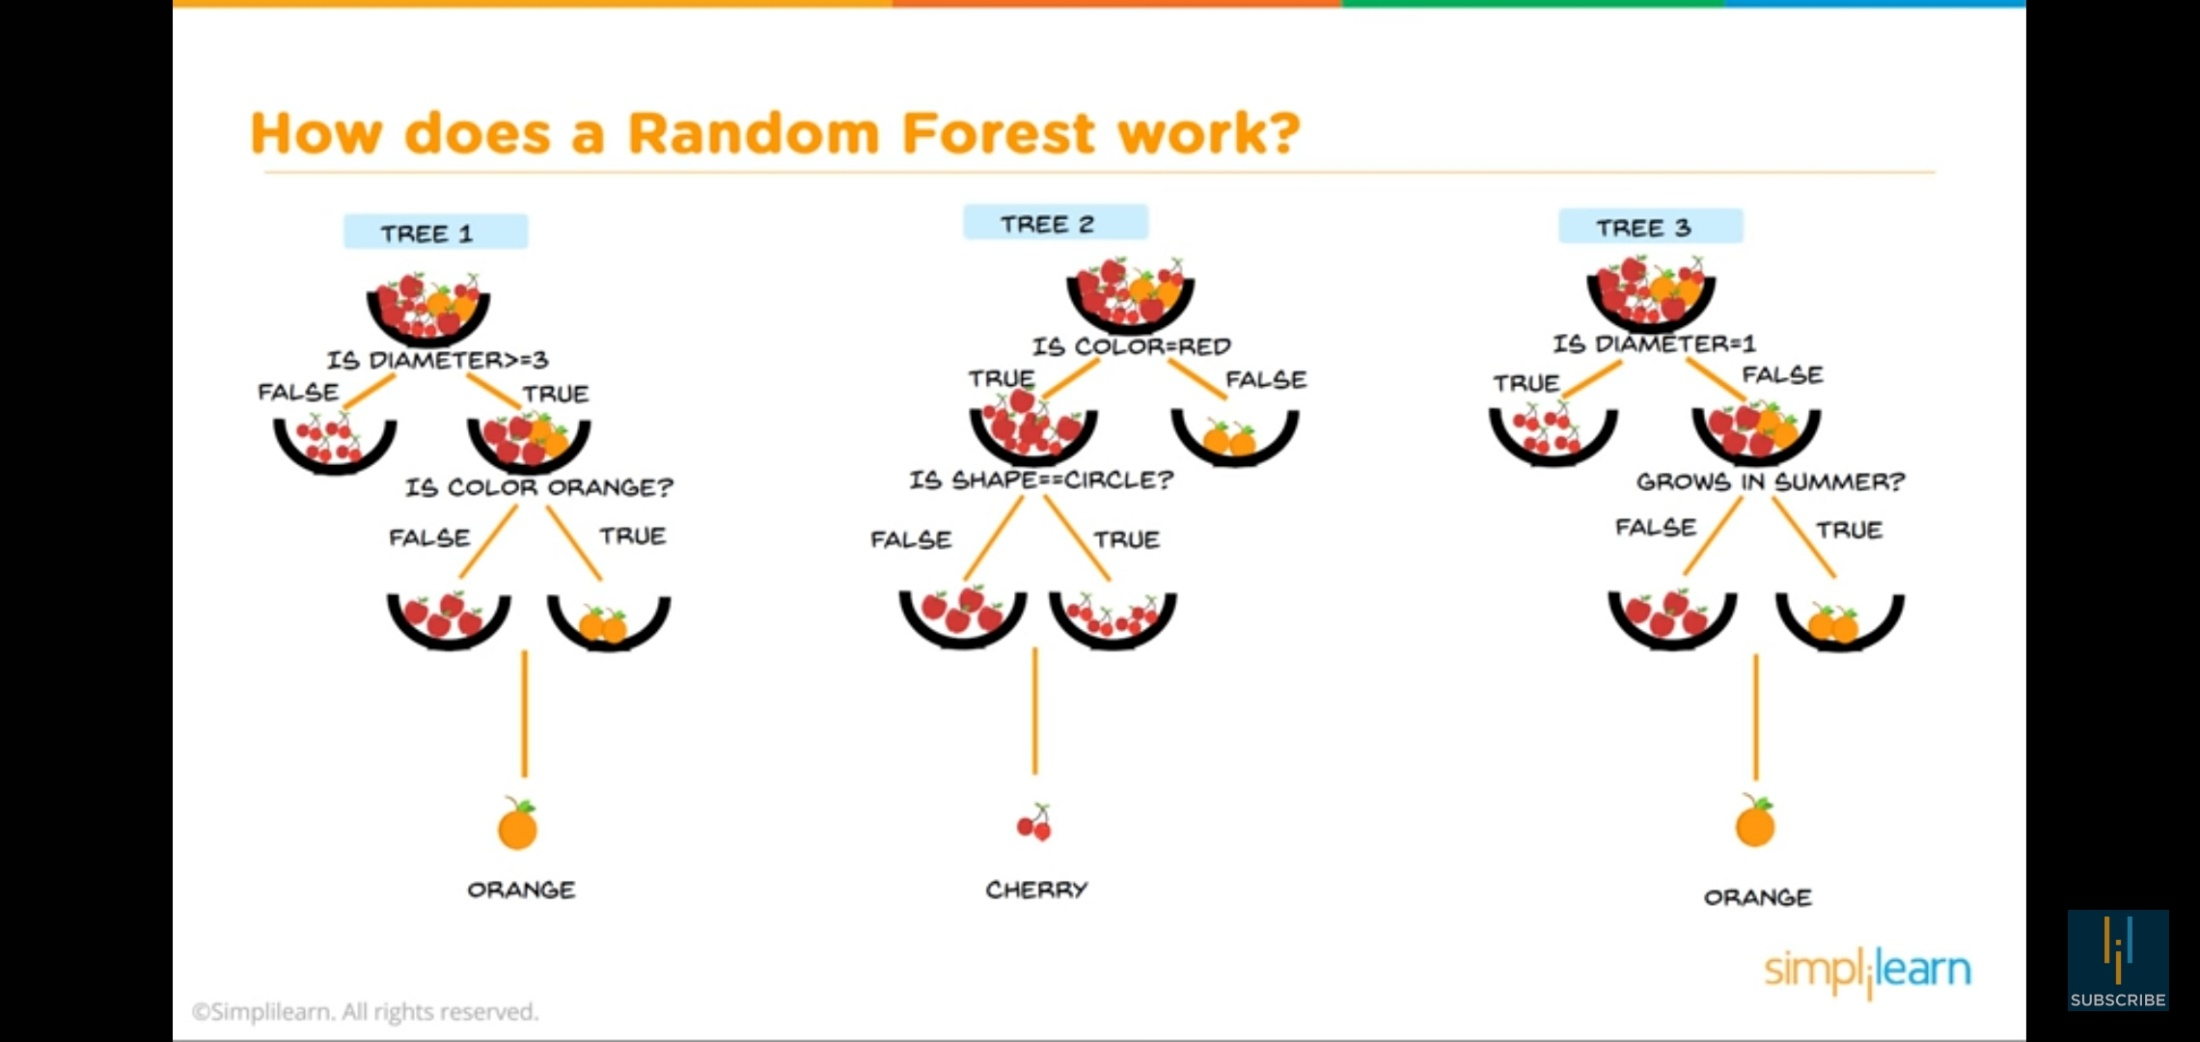 How does a Random Forest work?
TREE 1
IS DIAMETER>=3
FALSE
TRUE
IS COLOR ORANGE?
FALSE
TRUE
ORANGE
TREE 2
IS COLOR=RED
TRUE
FALSE
IS SHAPE==CIRCLE?
FALSE
TRUE
CHERRY
TREE 3
IS DIAMETER=1
TRUE
FALSE
GROWS IN SUMMER?
FALSE
TRUE
ORANGE
simplilearn
©Simplilearn. All rights reserved.
SUBSCRIBE